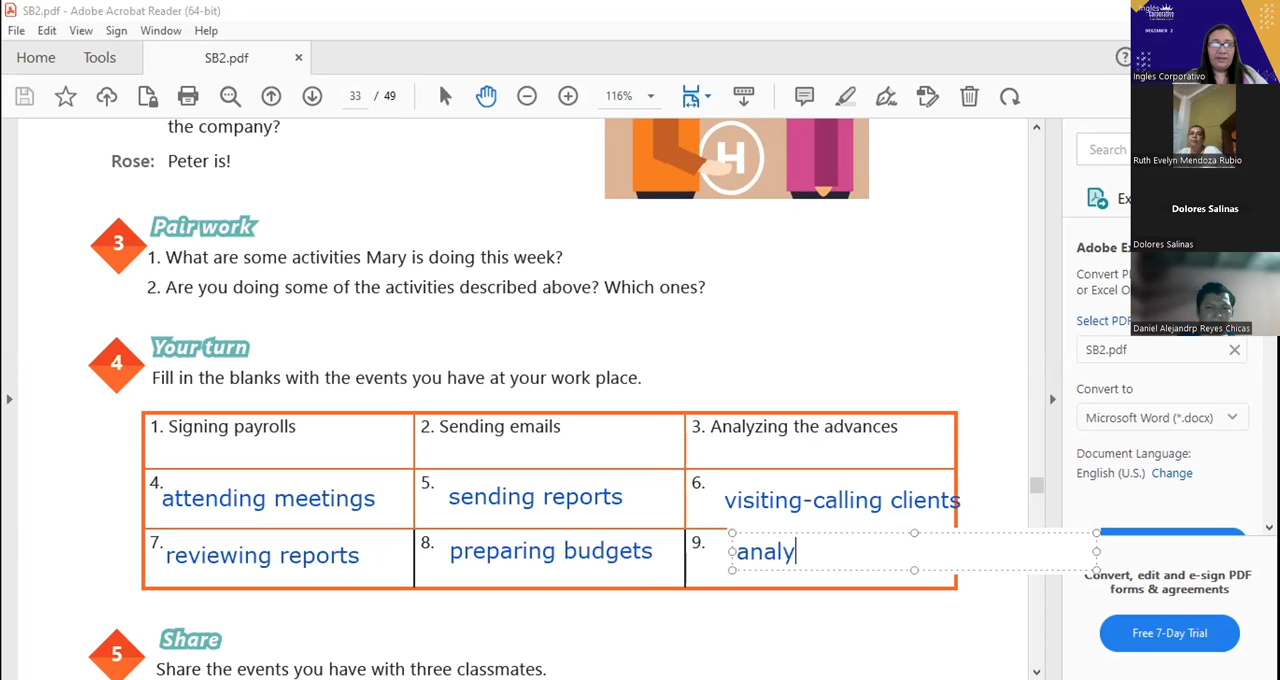 SB2.pdf - Adobe Acrobat Reader (64-bit)
File Edit View Sign Window Help
Home Tools SB2.pdf ×
33 / 49 116%
the company?
Rose: Peter is!
H
3 Pair work
1. What are some activities Mary is doing this week?
2. Are you doing some of the activities described above? Which ones?
4 Your turn
Fill in the blanks with the events you have at your work place.
1. Signing payrolls 2. Sending emails 3. Analyzing the advances
4. attending meetings 5. sending reports 6. visiting-calling clients
7. reviewing reports 8. preparing budgets 9. analy
5 Share
Share the events you have with three classmates.
Inglés
Corporativo
BEGINNER 2
Ingles Corporativo
Ruth Evelyn Mendoza Rubio
Dolores Salinas
Dolores Salinas
Daniel Alejandrp Reyes Chicas
Search
Ex
Adobe Ex
Convert P
or Excel O
Select PDF
SB2.pdf
Convert to
Microsoft Word (*.docx)
Document Language:
English (U.S.) Change
Convert, edit and e-sign PDF
forms & agreements
Free 7-Day Trial